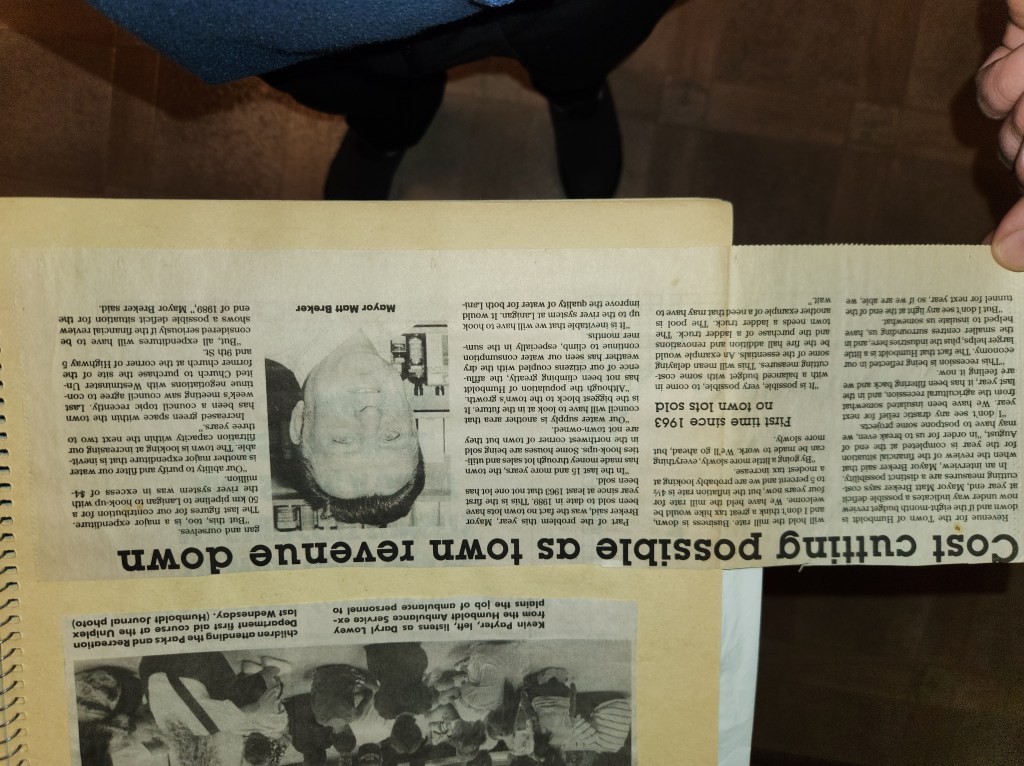 Kevin Payter, left, listens as Daryl Lowey
from the Humboldt Ambulance Service ex-
plains the job of ambulance personnel to
children attending the Parks and Recreation
Department first aid course at the Uniplex
last Wednesday. (Humboldt Journal photo)
Cost cutting possible as town revenue down
Revenue for the Town of Humboldt is
down and if the eight-month budget review
now under way indicates a possible deficit
at year end, Mayor Matt Breker says cost-
cutting measures are a distinct possibility.
In an interview, Mayor Breker said that
when the review of the financial situation
for the year is completed at the end of
August, "in order for us to break even, we
may have to postpone some projects.
"I don't see any drastic relief for next
year. We have been insulated somewhat
from the agricultural recession, and in the
last year, it has been filtering back and we
are feeling it now.
"This recession is being reflected in our
economy. The fact that Humboldt is a little
larger helps, plus the industries here, and in
the smaller centres surrounding us, have
helped to insulate us somewhat.
"But I don't see any light at the end of the
tunnel for next year, so if we are able, we
will hold the mill rate. Business is down,
and I don't think a great tax hike would be
welcome. We have held the mill rate for
four years now, but the inflation rate is 4½
to 5 percent and we are probably looking at
a modest tax increase
"By going a little more slowly, everything
can be made to work. We'll go ahead, but
more slowly.
First time since 1963
no town lots sold
"It is possible, very possible, to come in
with a balanced budget with some cost-
cutting measures. This will mean delaying
some of the essentials. An example would
be the fire hall addition and renovations
and the purchase of a ladder truck. The
town needs a ladder truck. The pool is
another example of a need that may have to
wait."
Part of the problem this year, Mayor
Breker said, was the fact no town lots have
been sold to date in 1989. This is the first
year since at least 1963 that not one lot has
been sold.
"In the last 15 and more years, the town
has made money through lot sales and utili-
ties hook-ups. Some houses are being sold
in the northwest corner of town but they
are not town-owned.
"Our water supply is another area that
council will have to look at in the future. It
is the biggest block to the town's growth.
"Although the population of Humboldt
has not been climbing greatly, the afflu-
ence of our citizens coupled with the dry
weather has seen our water consumption
continue to climb, especially in the sum-
mer months.
"It is inevitable that we will have to hook
up to the river system at Lanigan. It would
improve the quality of water for both Lani-
Mayor Matt Breker
gan and ourselves.
"But this, too, is a major expenditure.
The last figures for our contribution for a
50 km pipeline to Lanigan to hook-up with
the river system was in excess of $4-
million.
"Our ability to purify and filter our water
is another major expenditure that is inevit-
able. The town is looking at increasing our
filtration capacity within the next two to
three years."
Increased green space within the town
has been a council topic recently. Last
week's meeting saw council agree to con-
tinue negotiations with Westminster Un-
ited Church to purchase the site of the
former church at the corner of Highway 5
and 9th St.
"But, all expenditures will have to be
considered seriously if the financial review
shows a possible deficit situation for the
end of 1989," Mayor Breker said.